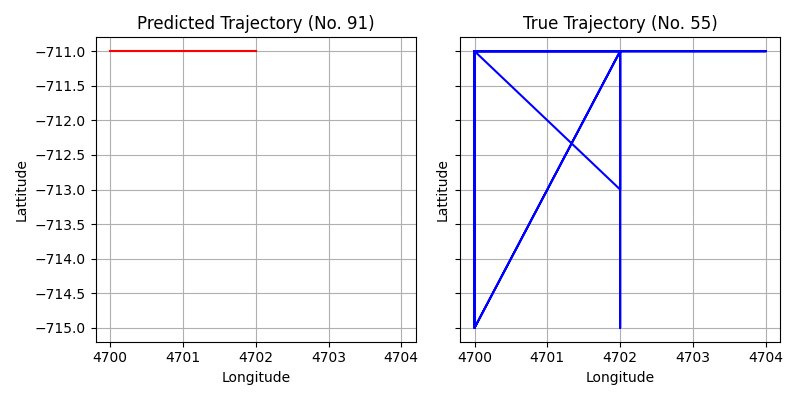 Predicted Trajectory (No. 91)
True Trajectory (No. 55)
Lattitude
−711.0
−711.5
−712.0
−712.5
−713.0
−713.5
−714.0
−714.5
−715.0
4700 4701 4702 4703 4704
Longitude
Lattitude
4700 4701 4702 4703 4704
Longitude